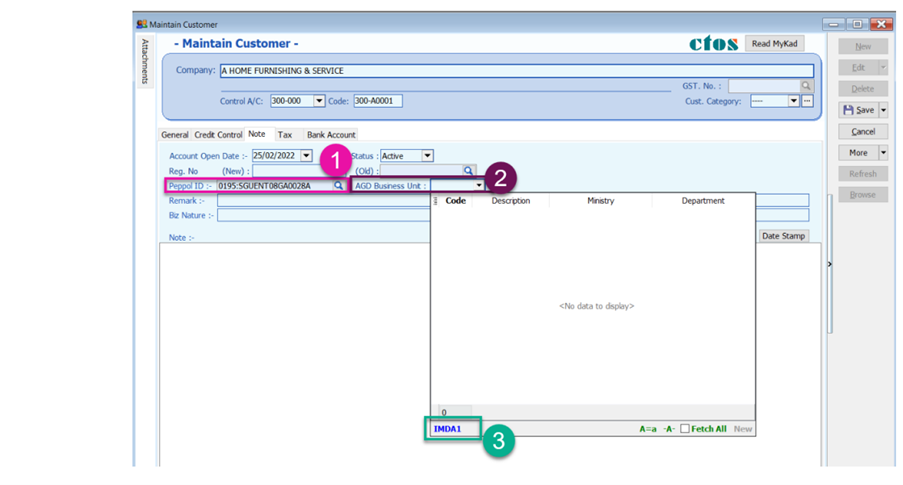 Maintain Customer
Attachments
- Maintain Customer -
ctos
Read MyKad
Company: A HOME FURNISHING & SERVICE
GST. No. :
Control A/C: 300-000 Code: 300-A0001 Cust. Category: ----
General Credit Control Note Tax Bank Account
Account Open Date :- 25/02/2022 Status : Active
1
Reg. No (New) : (Old) :
Peppol ID :- 0195:SGUENT08GA0028A AGD Business Unit :
2
Remark :-
Biz Nature :-
Note :-
Date Stamp
Code Description Ministry Department
<No data to display>
0
IMDA1 A=a -A- Fetch All New
3
New
Edit
Delete
Save
Cancel
More
Refresh
Browse